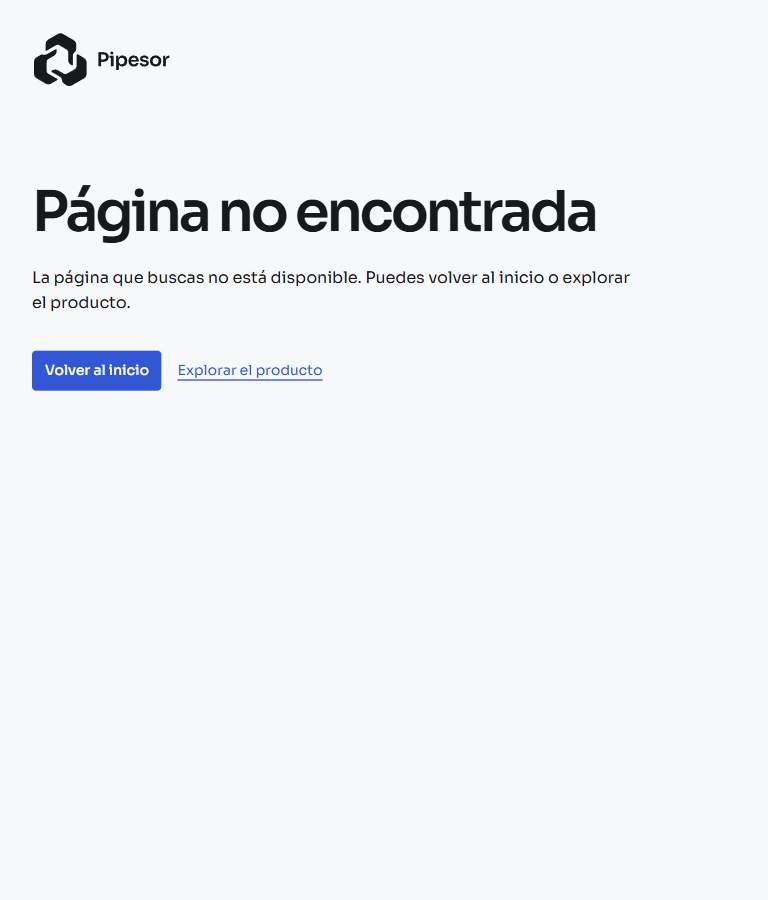 Pipesor
Página no encontrada
La página que buscas no está disponible. Puedes volver al inicio o explorar
el producto.
Volver al inicio
Explorar el producto